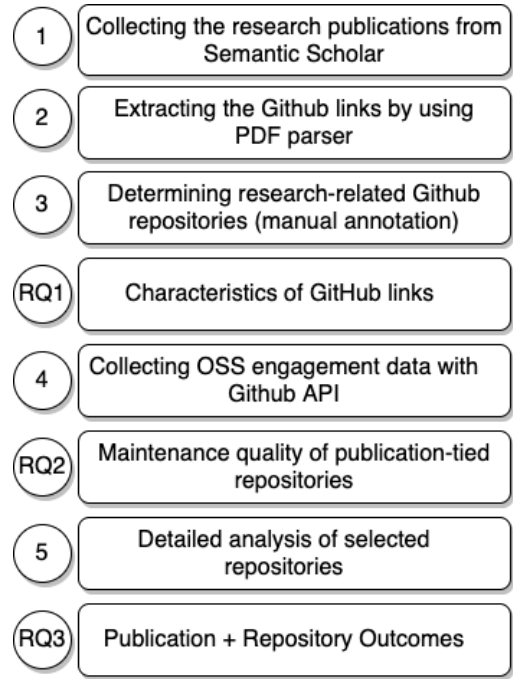 1
Collecting the research publications from
Semantic Scholar
2
Extracting the Github links by using
PDF parser
3
Determining research-related Github
repositories (manual annotation)
RQ1
Characteristics of GitHub links
4
Collecting OSS engagement data with
Github API
RQ2
Maintenance quality of publication-tied
repositories
5
Detailed analysis of selected
repositories
RQ3
Publication + Repository Outcomes